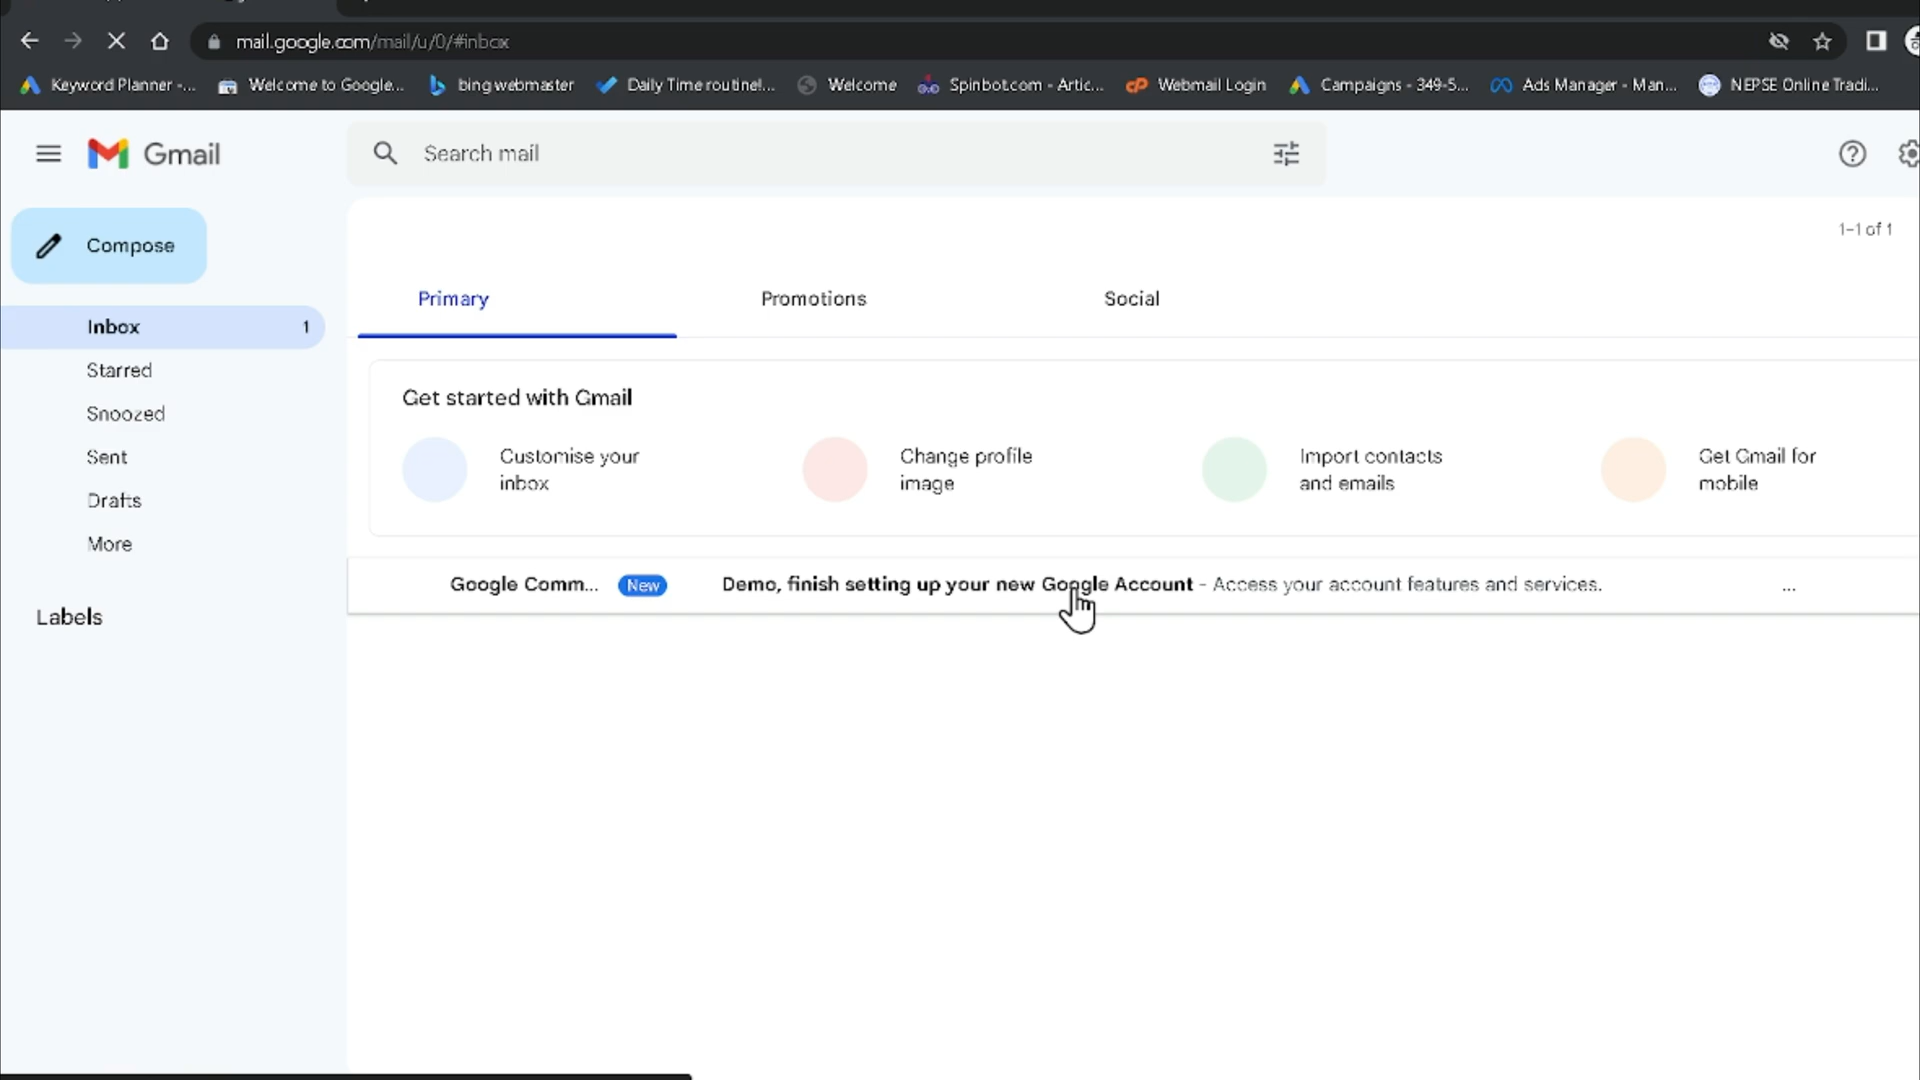 mail.google.com/mail/u/0/#inbox
Keyword Planner -... Welcome to Google... bing webmaster Daily Time routine!... Welcome Spinbot.com - Artic... Webmail Login Campaigns - 349-5... Ads Manager - Man... NEPSE Online Tradi...
Gmail
Search mail
Compose
1–1 of 1
Primary Promotions Social
Inbox 1
Starred
Snoozed
Sent
Drafts
More
Labels
Get started with Gmail
Customise your
inbox
Change profile
image
Import contacts
and emails
Get Gmail for
mobile
Google Comm... New Demo, finish setting up your new Google Account - Access your account features and services. ...